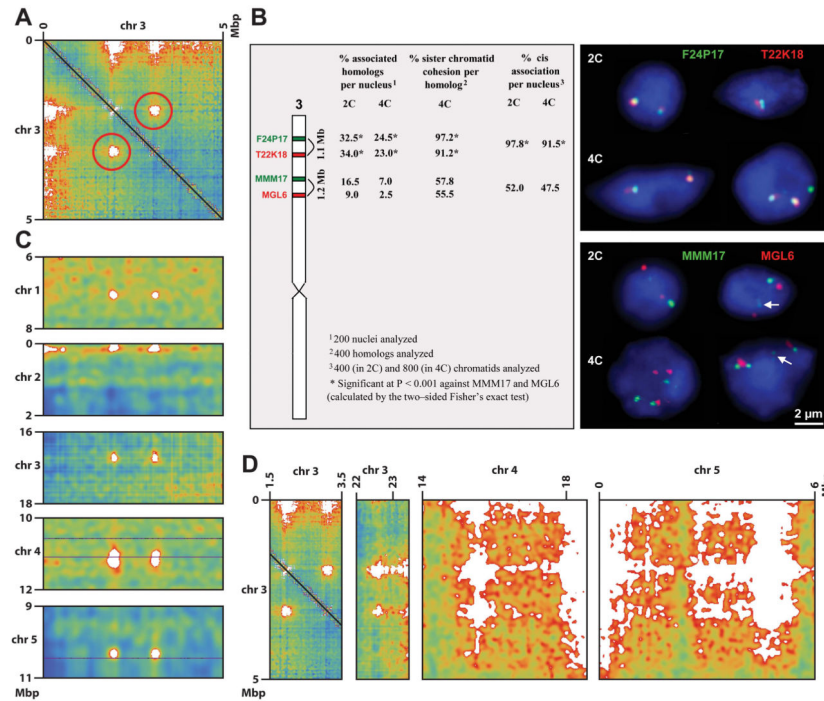 A
chr 3
0
5
Mbp
0
chr 3
5
B
% associated homologs per nucleus1
% sister chromatid cohesion per homolog2
% cis association per nucleus3
2C 4C 4C 2C 4C
3
F24P17 32.5* 24.5* 97.2*
1.1 Mb 97.8* 91.5*
T22K18 34.0* 23.0* 91.2*
MMM17 16.5 7.0 57.8
1.2 Mb 52.0 47.5
MGL6 9.0 2.5 55.5
1 200 nuclei analyzed
2 400 homologs analyzed
3 400 (in 2C) and 800 (in 4C) chromatids analyzed
* Significant at P < 0.001 against MMM17 and MGL6
(calculated by the two–sided Fisher's exact test)
2C F24P17 T22K18
4C
2C MMM17 MGL6
4C
2 µm
C
6
chr 1
8
0
chr 2
2
16
chr 3
18
10
chr 4
12
9
chr 5
11
Mbp
D
chr 3 chr 3 chr 4 chr 5
1.5 3.5 22 23 14 18 0 6
0
chr 3
5
Mbp